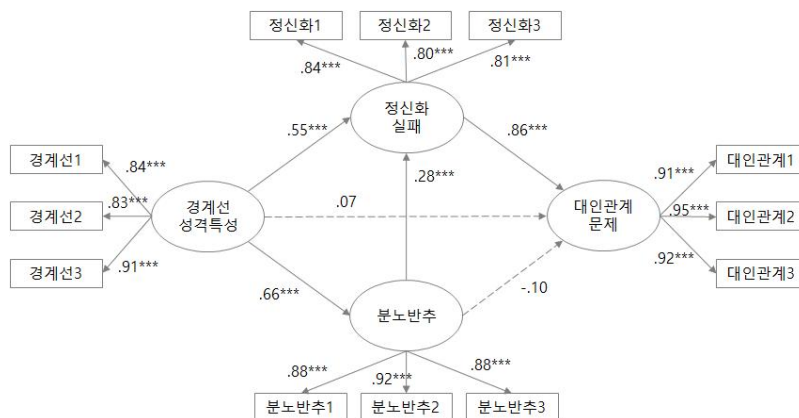 정신화1
정신화2
정신화3
.84***
.80***
.81***
정신화
실패
.55***
.86***
경계선1
경계선2
경계선3
.84***
.83***
.91***
경계선
성격특성
.28***
.07
대인관계
문제
.91***
.95***
.92***
대인관계1
대인관계2
대인관계3
.66***
-.10
분노반추
.88***
.92***
.88***
분노반추1
분노반추2
분노반추3